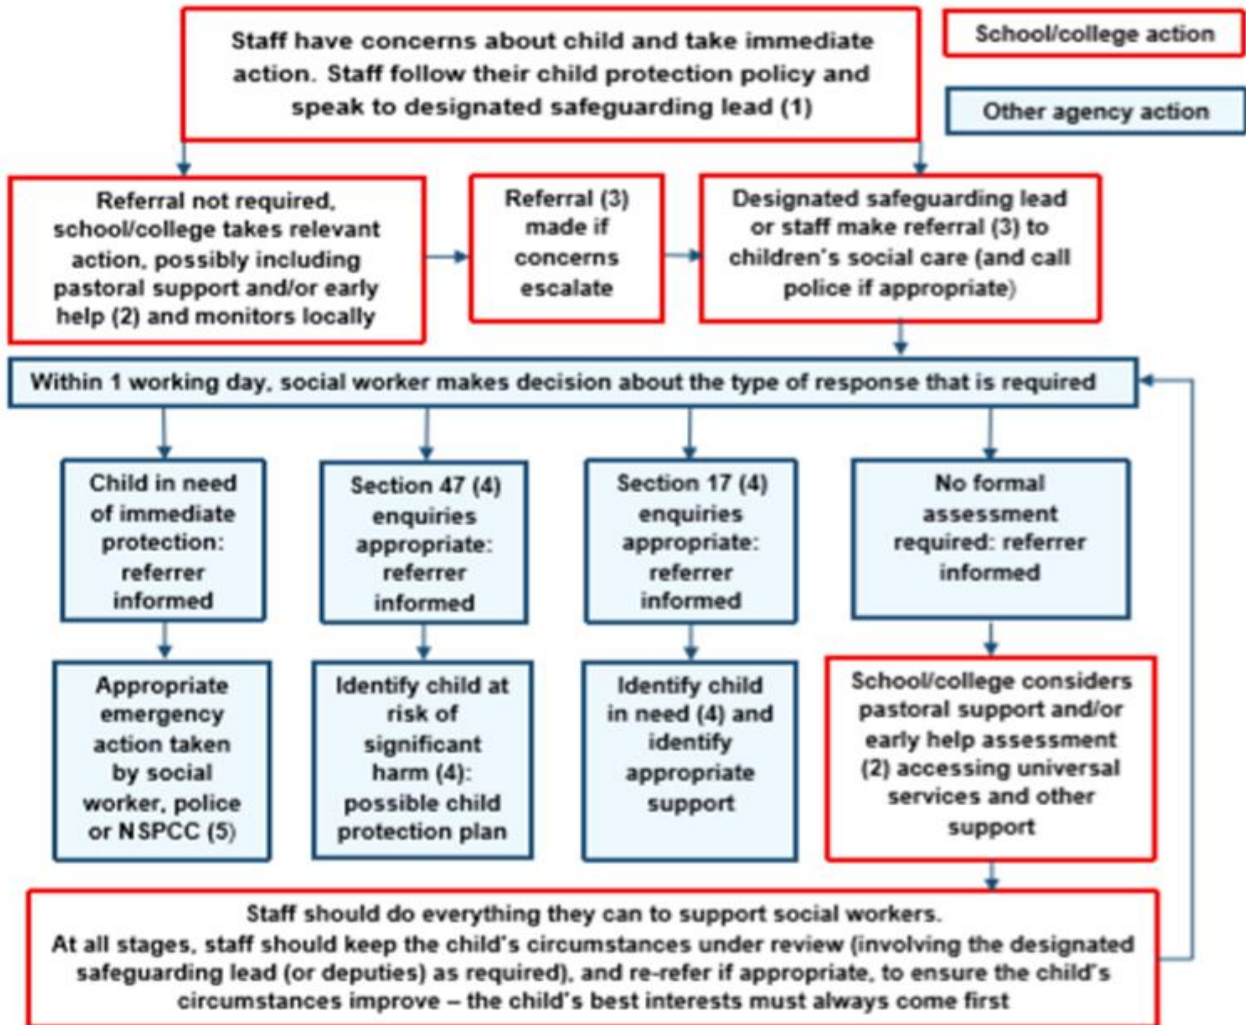 Staff have concerns about child and take immediate
action. Staff follow their child protection policy and
speak to designated safeguarding lead (1)
School/college action
Other agency action
Referral not required,
school/college takes relevant
action, possibly including
pastoral support and/or early
help (2) and monitors locally
Referral (3)
made if
concerns
escalate
Designated safeguarding lead
or staff make referral (3) to
children's social care (and call
police if appropriate)
Within 1 working day, social worker makes decision about the type of response that is required
Child in need
of immediate
protection:
referrer
informed
Section 47 (4)
enquiries
appropriate:
referrer
informed
Section 17 (4)
enquiries
appropriate:
referrer
informed
No formal
assessment
required: referrer
informed
Appropriate
emergency
action taken
by social
worker, police
or NSPCC (5)
Identify child at
risk of
significant
harm (4):
possible child
protection plan
Identify child
in need (4) and
identify
appropriate
support
School/college considers
pastoral support and/or
early help assessment
(2) accessing universal
services and other
support
Staff should do everything they can to support social workers.
At all stages, staff should keep the child's circumstances under review (involving the designated
safeguarding lead (or deputies) as required), and re-refer if appropriate, to ensure the child's
circumstances improve – the child's best interests must always come first